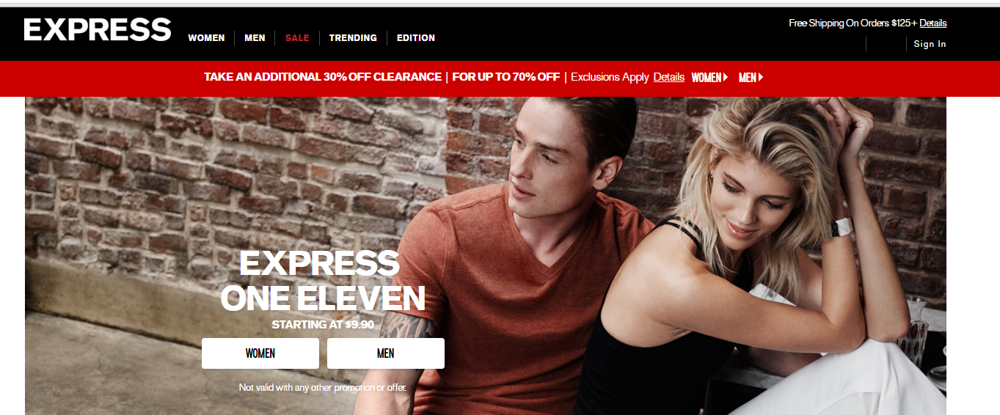 EXPRESS
WOMEN MEN SALE TRENDING EDITION
Free Shipping On Orders $125+ Details
Sign In
TAKE AN ADDITIONAL 30% OFF CLEARANCE | FOR UP TO 70% OFF | Exclusions Apply Details WOMEN MEN
EXPRESS
ONE ELEVEN
STARTING AT $9.90
WOMEN MEN
Not valid with any other promotion or offer.